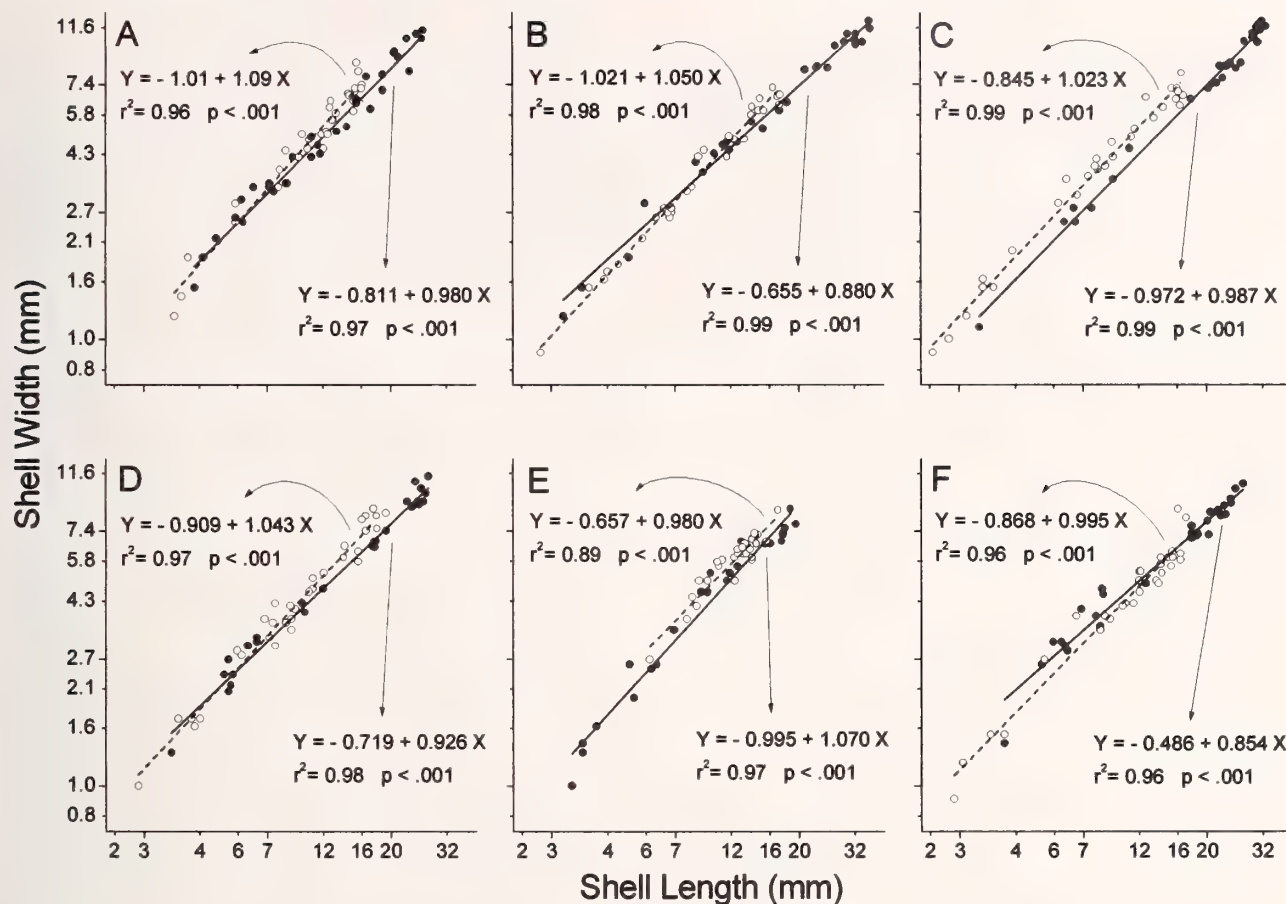 Shell Width (mm)
11.6
7.4
5.8
4.3
2.7
2.1
1.6
1.0
0.8
A
Y = - 1.01 + 1.09 X
r²= 0.96 p < .001
Y = - 0.811 + 0.980 X
r²= 0.97 p < .001
B
Y = - 1.021 + 1.050 X
r²= 0.98 p < .001
Y = - 0.655 + 0.880 X
r²= 0.99 p < .001
C
Y = - 0.845 + 1.023 X
r²= 0.99 p < .001
Y = - 0.972 + 0.987 X
r²= 0.99 p < .001
11.6
7.4
5.8
4.3
2.7
2.1
1.6
1.0
0.8
D
Y = - 0.909 + 1.043 X
r²= 0.97 p < .001
Y = - 0.719 + 0.926 X
r²= 0.98 p < .001
2 3 4 6 7 12 16 20 32
E
Y = - 0.657 + 0.980 X
r²= 0.89 p < .001
Y = - 0.995 + 1.070 X
r²= 0.97 p < .001
2 3 4 6 7 12 16 20 32
F
Y = - 0.868 + 0.995 X
r²= 0.96 p < .001
Y = - 0.486 + 0.854 X
r²= 0.96 p < .001
2 3 4 6 7 12 16 20 32
Shell Length (mm)